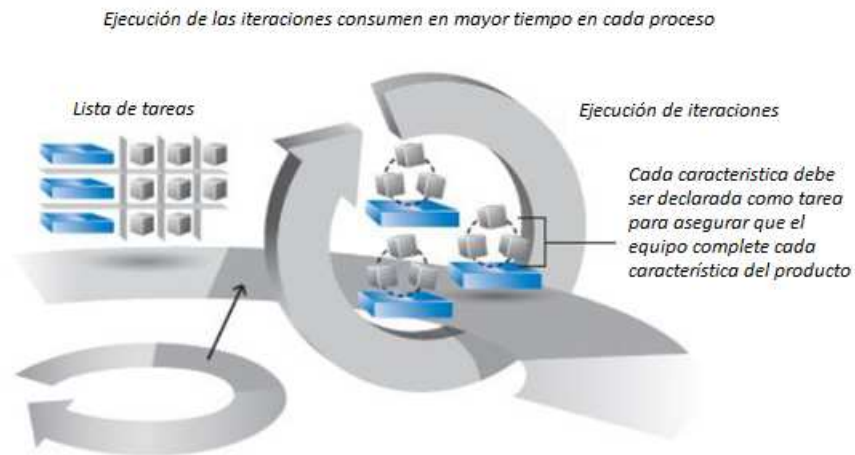 Ejecución de las iteraciones consumen en mayor tiempo en cada proceso
Lista de tareas
Ejecución de iteraciones
Cada caracteristica debe
ser declarada como tarea
para asegurar que el
equipo complete cada
característica del producto